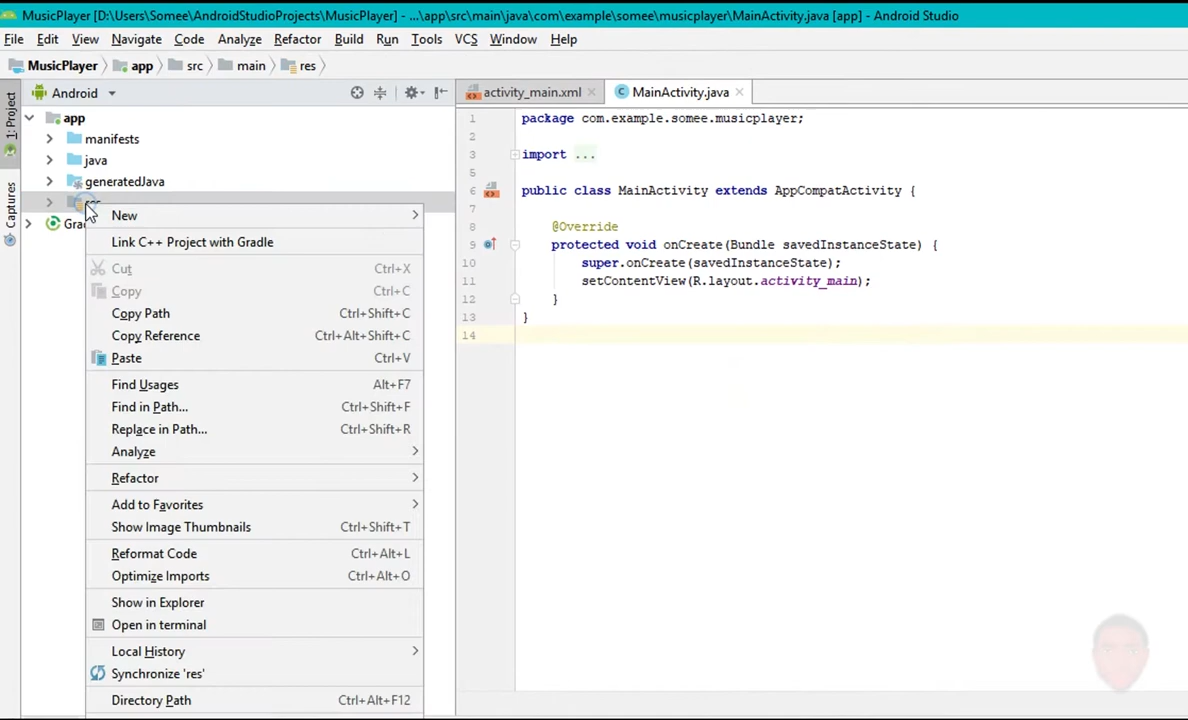 MusicPlayer [D:\Users\Somee\AndroidStudioProjects\MusicPlayer] - ...\app\src\main\java\com\example\somee\musicplayer\MainActivity.java [app] - Android Studio
File Edit View Navigate Code Analyze Refactor Build Run Tools VCS Window Help
MusicPlayer app src main res
1: Project
Captures
Android
app
manifests
java
generatedJava
res
New
Link C++ Project with Gradle
Cut Ctrl+X
Copy Ctrl+C
Copy Path Ctrl+Shift+C
Copy Reference Ctrl+Alt+Shift+C
Paste Ctrl+V
Find Usages Alt+F7
Find in Path... Ctrl+Shift+F
Replace in Path... Ctrl+Shift+R
Analyze
Refactor
Add to Favorites
Show Image Thumbnails Ctrl+Shift+T
Reformat Code Ctrl+Alt+L
Optimize Imports Ctrl+Alt+O
Show in Explorer
Open in terminal
Local History
Synchronize 'res'
Directory Path Ctrl+Alt+F12
activity_main.xml MainActivity.java
1 package com.example.somee.musicplayer;
2
3 import ...
5
6 public class MainActivity extends AppCompatActivity {
7
8 @Override
9 protected void onCreate(Bundle savedInstanceState) {
10 super.onCreate(savedInstanceState);
11 setContentView(R.layout.activity_main);
12 }
13 }
14